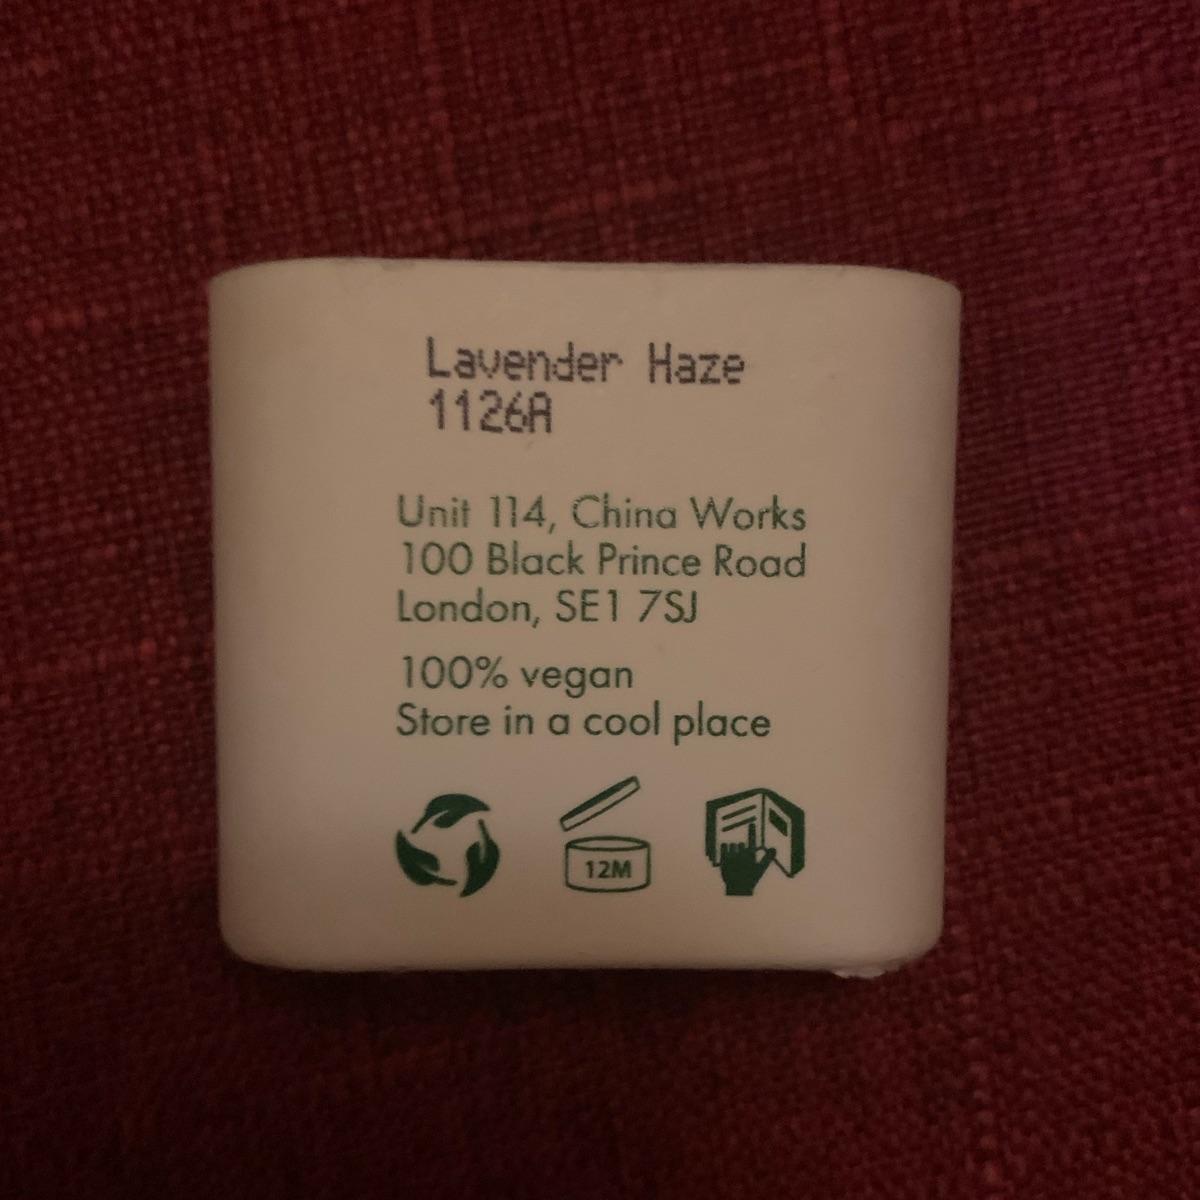 Lavender Haze
1126A
Unit 114, China Works
100 Black Prince Road
London, SE1 7SJ
100% vegan
Store in a cool place
12M